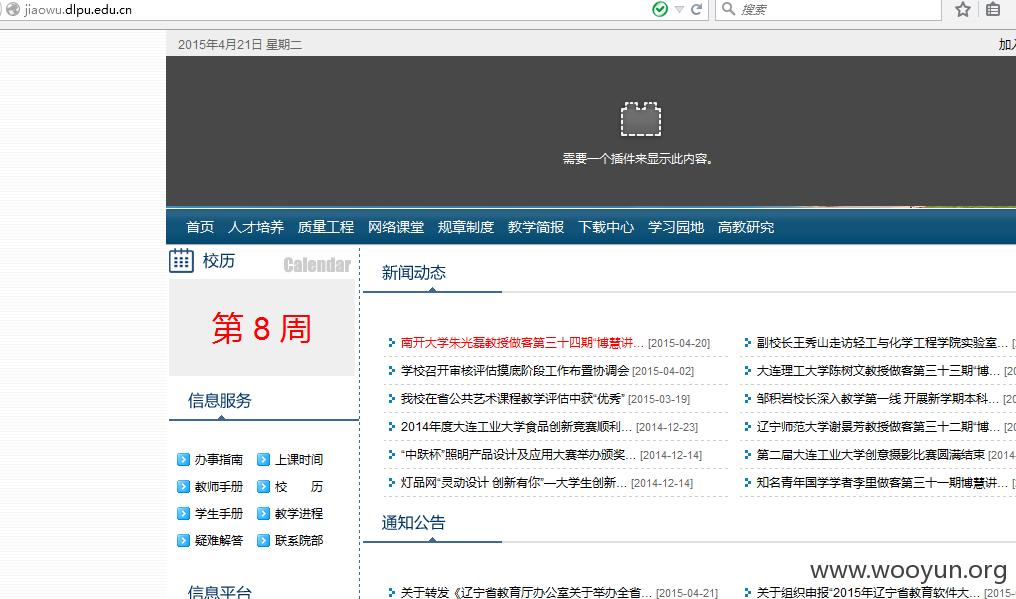 jiaowu.dlpu.edu.cn
搜索
2015年4月21日 星期二
加入
需要一个插件来显示此内容。
首页 人才培养 质量工程 网络课堂 规章制度 教学简报 下载中心 学习园地 高教研究
校历 Calendar
第 8 周
信息服务
办事指南 上课时间
教师手册 校 历
学生手册 教学进程
疑难解答 联系院部
信息平台
新闻动态
南开大学朱光磊教授做客第三十四期"博慧讲... [2015-04-20]
副校长王秀山走访轻工与化学工程学院实验室... [
学校召开审核评估摸底阶段工作布置协调会 [2015-04-02]
大连理工大学陈树文教授做客第三十三期"博... [20
我校在省公共艺术课程教学评估中获"优秀" [2015-03-19]
邹积岩校长深入教学第一线 开展新学期本科... [20
2014年度大连工业大学食品创新竞赛顺利... [2014-12-23]
辽宁师范大学谢景芳教授做客第三十二期"博... [20
"中跃杯"照明产品设计及应用大赛举办颁奖... [2014-12-14]
第二届大连工业大学创意摄影比赛圆满结束 [2014-
灯品网"灵动设计 创新有你"—大学生创新... [2014-12-14]
知名青年国学学者李里做客第三十一期博慧讲... [
通知公告
关于转发《辽宁省教育厅办公室关于举办全省... [2015-04-21]
关于组织申报"2015年辽宁省教育软件大... [2015-
www.wooyun.org